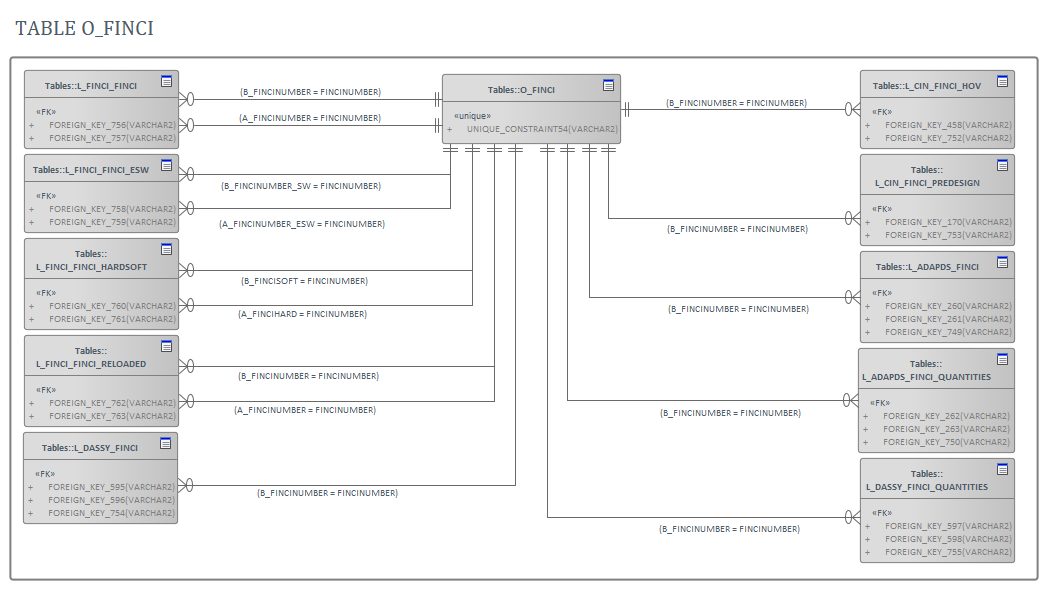 TABLE O_FINCI
Tables::L_FINCI_FINCI
«FK»
+ FOREIGN_KEY_756(VARCHAR2)
+ FOREIGN_KEY_757(VARCHAR2)
(B_FINCINUMBER = FINCINUMBER)
(A_FINCINUMBER = FINCINUMBER)
Tables::L_FINCI_FINCI_ESW
«FK»
+ FOREIGN_KEY_758(VARCHAR2)
+ FOREIGN_KEY_759(VARCHAR2)
(B_FINCINUMBER_SW = FINCINUMBER)
(A_FINCINUMBER_ESW = FINCINUMBER)
Tables::
L_FINCI_FINCI_HARDSOFT
«FK»
+ FOREIGN_KEY_760(VARCHAR2)
+ FOREIGN_KEY_761(VARCHAR2)
(B_FINCISOFT = FINCINUMBER)
(A_FINCIHARD = FINCINUMBER)
Tables::
L_FINCI_FINCI_RELOADED
«FK»
+ FOREIGN_KEY_762(VARCHAR2)
+ FOREIGN_KEY_763(VARCHAR2)
(B_FINCINUMBER = FINCINUMBER)
(A_FINCINUMBER = FINCINUMBER)
Tables::L_DASSY_FINCI
«FK»
+ FOREIGN_KEY_595(VARCHAR2)
+ FOREIGN_KEY_596(VARCHAR2)
+ FOREIGN_KEY_754(VARCHAR2)
(B_FINCINUMBER = FINCINUMBER)
Tables::O_FINCI
«unique»
+ UNIQUE_CONSTRAINT54(VARCHAR2)
(B_FINCINUMBER = FINCINUMBER)
Tables::L_CIN_FINCI_HOV
«FK»
+ FOREIGN_KEY_458(VARCHAR2)
+ FOREIGN_KEY_752(VARCHAR2)
(B_FINCINUMBER = FINCINUMBER)
Tables::
L_CIN_FINCI_PREDESIGN
«FK»
+ FOREIGN_KEY_170(VARCHAR2)
+ FOREIGN_KEY_753(VARCHAR2)
(B_FINCINUMBER = FINCINUMBER)
Tables::L_ADAPDS_FINCI
«FK»
+ FOREIGN_KEY_260(VARCHAR2)
+ FOREIGN_KEY_261(VARCHAR2)
+ FOREIGN_KEY_749(VARCHAR2)
(B_FINCINUMBER = FINCINUMBER)
Tables::
L_ADAPDS_FINCI_QUANTITIES
«FK»
+ FOREIGN_KEY_262(VARCHAR2)
+ FOREIGN_KEY_263(VARCHAR2)
+ FOREIGN_KEY_750(VARCHAR2)
(B_FINCINUMBER = FINCINUMBER)
Tables::
L_DASSY_FINCI_QUANTITIES
«FK»
+ FOREIGN_KEY_597(VARCHAR2)
+ FOREIGN_KEY_598(VARCHAR2)
+ FOREIGN_KEY_755(VARCHAR2)